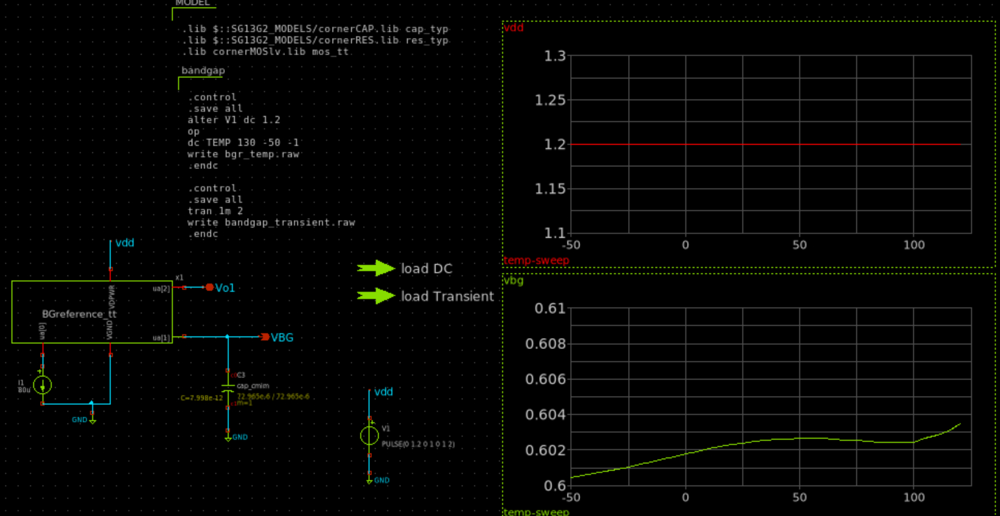 MODEL
.lib $::SG13G2_MODELS/cornerCAP.lib cap_typ
.lib $::SG13G2_MODELS/cornerRES.lib res_typ
.lib cornerMOSlv.lib mos_tt
bandgap
.control
.save all
alter V1 dc 1.2
op
dc TEMP 130 -50 -1
write bgr_temp.raw
.endc
.control
.save all
tran 1m 2
write bandgap_transient.raw
.endc
vdd
x1
ua[2]
Vo1
VDPWR
BGreference_tt
ua[0]
VGND
ua[1]
VBG
I1
80u
GND
C3
cap_cmim
C=7.998e-12
72.965e-6 / 72.965e-6
m=1
GND
load DC
load Transient
vdd
V1
PULSE(0 1.2 0 1 0 1 2)
GND
vdd
1.3
1.25
1.2
1.15
1.1
-50 0 50 100
temp-sweep
vbg
0.61
0.608
0.606
0.604
0.602
0.6
-50 0 50 100
temp-sweep